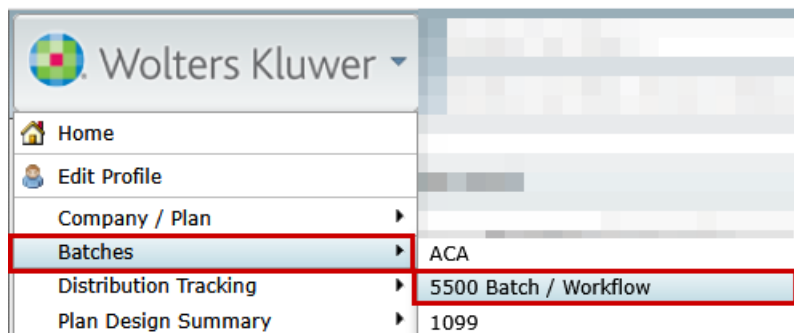 Wolters Kluwer
Home
Edit Profile
Company / Plan
Batches
ACA
Distribution Tracking
5500 Batch / Workflow
Plan Design Summary
1099